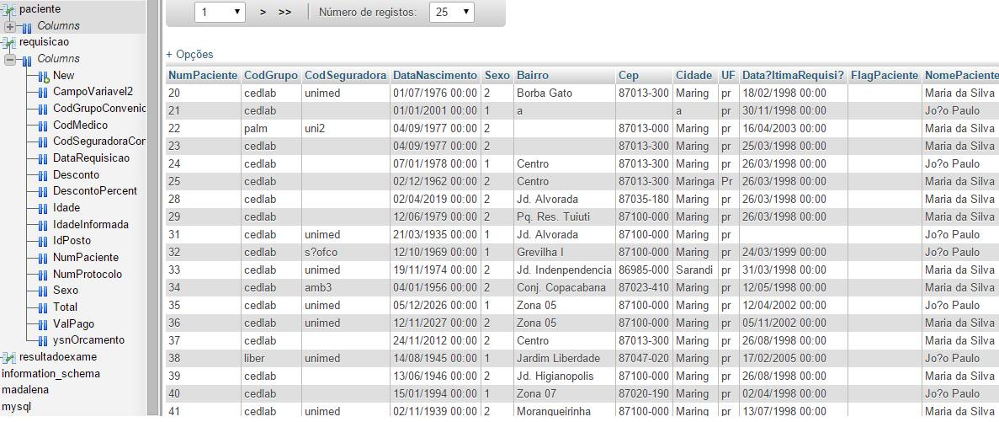 paciente
Columns
requisicao
Columns
New
CampoVariavel2
CodGrupoConvenic
CodMedico
CodSeguradoraCor
DataRequisicao
Desconto
DescontoPercent
Idade
IdadeInformada
IdPosto
NumPaciente
NumProtocolo
Sexo
Total
ValPago
ysnOrcamento
resultadoexame
information_schema
madalena
mysql
1 > >> Número de registos: 25
+ Opções
NumPaciente CodGrupo CodSeguradora DataNascimento Sexo Bairro Cep Cidade UF Data?ltimaRequisi? FlagPaciente NomePaciente
20 cedlab unimed 01/07/1976 00:00 2 Borba Gato 87013-300 Maring pr 18/02/1998 00:00 Maria da Silva
21 cedlab 01/01/2001 00:00 1 a a pr 30/11/1998 00:00 Jo?o Paulo
22 palm uni2 04/09/1977 00:00 2 87013-000 Maring pr 16/04/2003 00:00 Maria da Silva
23 cedlab 04/09/1977 00:00 2 87013-000 Maring pr 25/03/1998 00:00 Maria da Silva
24 cedlab 07/01/1978 00:00 1 Centro 87013-300 Maring pr 26/03/1998 00:00 Jo?o Paulo
25 cedlab 02/12/1962 00:00 2 Centro 87013-300 Maringa Pr 26/03/1998 00:00 Maria da Silva
28 cedlab 02/04/2019 00:00 2 Jd. Alvorada 87035-180 Maring pr 26/03/1998 00:00 Maria da Silva
29 cedlab 12/06/1979 00:00 2 Pq. Res. Tuiuti 87100-000 Maring pr 26/03/1998 00:00 Maria da Silva
31 cedlab unimed 21/03/1935 00:00 1 Jd. Alvorada 87100-000 Maring pr Jo?o Paulo
32 cedlab s?ofco 12/10/1969 00:00 1 Grevilha I 87100-000 Maring pr 24/03/1999 00:00 Jo?o Paulo
33 cedlab unimed 19/11/1974 00:00 2 Jd. Indenpendencia 86985-000 Sarandi pr 31/03/1998 00:00 Maria da Silva
34 cedlab amb3 04/01/1956 00:00 2 Conj. Copacabana 87023-410 Maring pr 12/05/1998 00:00 Maria da Silva
35 cedlab unimed 05/12/2026 00:00 1 Zona 05 87100-000 Maring pr 12/04/2002 00:00 Jo?o Paulo
36 cedlab unimed 12/11/2027 00:00 2 Zona 05 87100-000 Maring pr 05/11/2002 00:00 Maria da Silva
37 cedlab 24/11/2012 00:00 2 Centro 87013-300 Maring pr 26/08/1998 00:00 Maria da Silva
38 liber unimed 14/08/1945 00:00 1 Jardim Liberdade 87047-020 Maring pr 17/02/2005 00:00 Jo?o Paulo
39 cedlab 13/06/1946 00:00 2 Jd. Higianopolis 87100-000 Maring pr 26/08/1998 00:00 Maria da Silva
40 cedlab 15/01/1994 00:00 1 Zona 07 87020-190 Maring pr 02/04/1998 00:00 Jo?o Paulo
41 cedlab unimed 02/11/1939 00:00 2 Morangueirinha 87100-000 Maring pr 13/07/1998 00:00 Maria da Silva